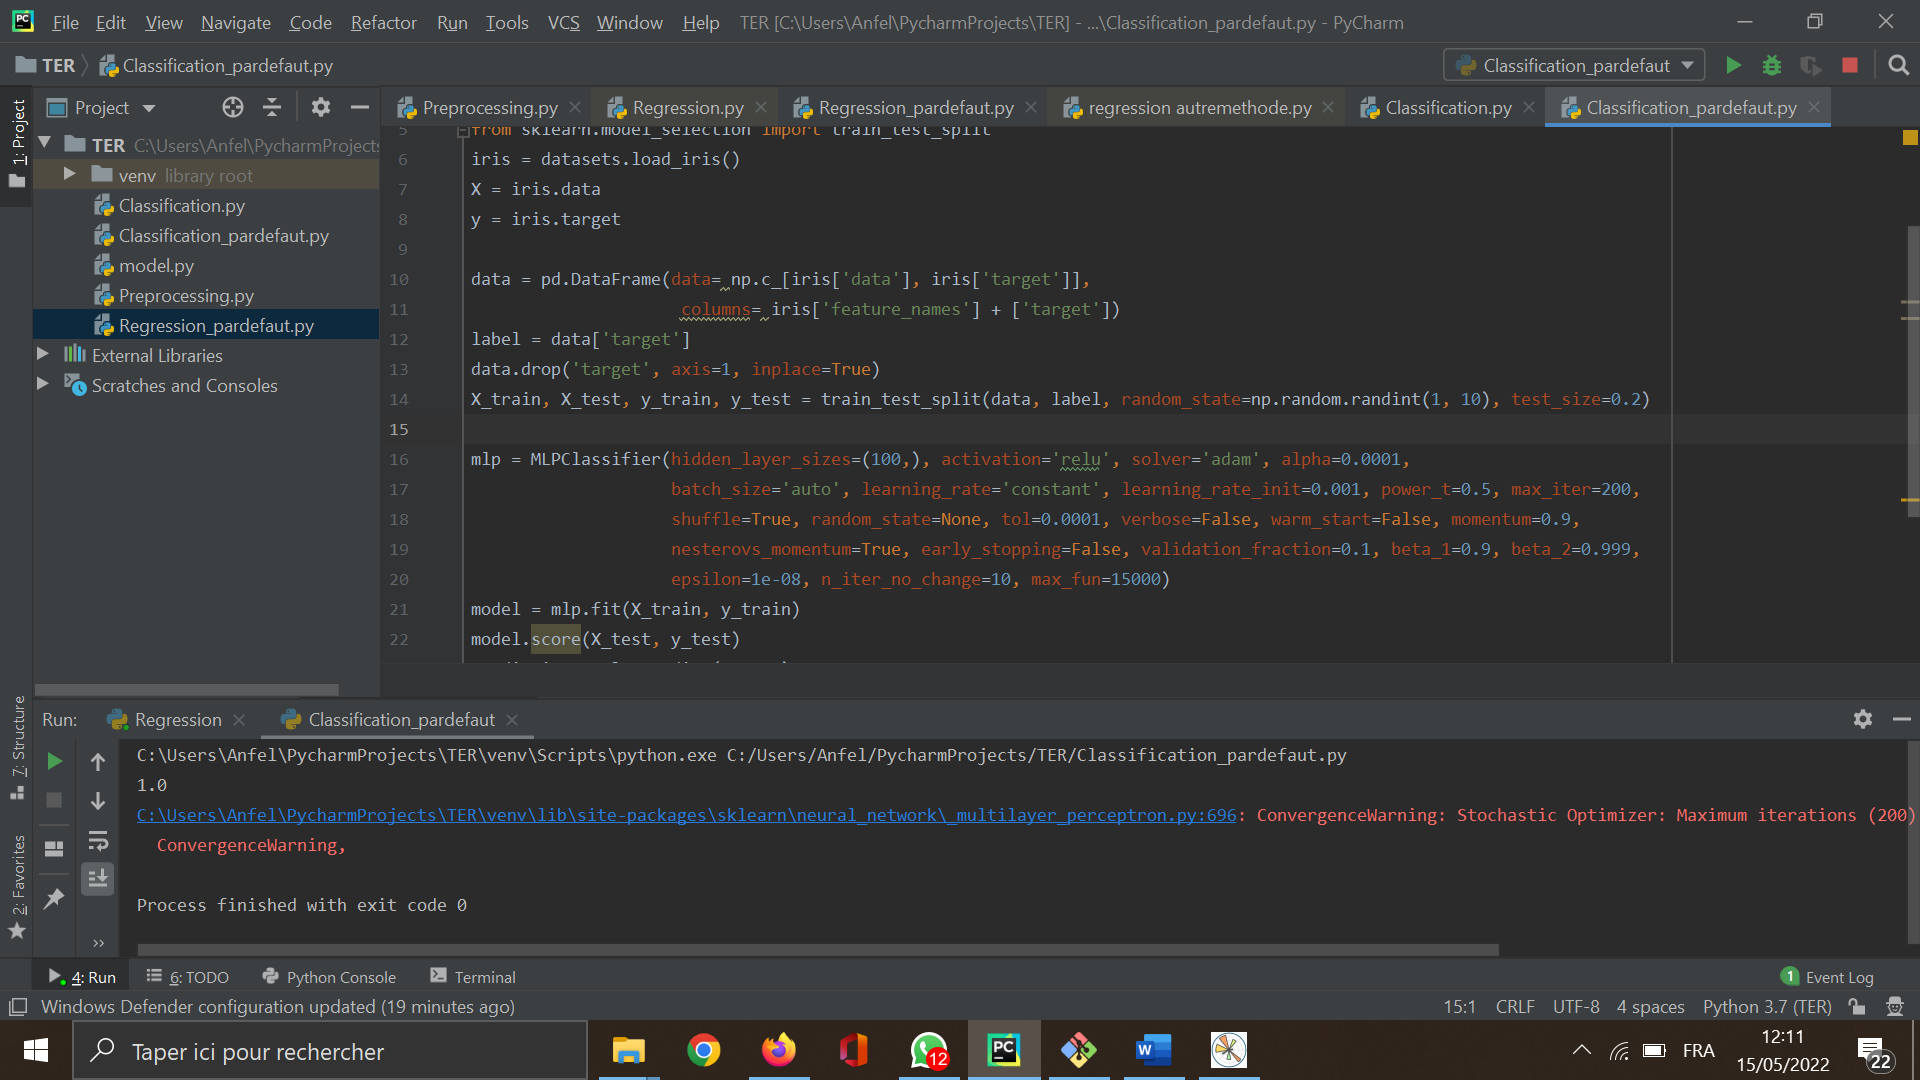 File Edit View Navigate Code Refactor Run Tools VCS Window Help TER [C:\Users\Anfel\PycharmProjects\TER] - ...\Classification_pardefaut.py - PyCharm
TER Classification_pardefaut.py
Classification_pardefaut
1: Project
Project
Preprocessing.py Regression.py Regression_pardefaut.py regression autremethode.py Classification.py Classification_pardefaut.py
TER C:\Users\Anfel\PycharmProjects
venv library root
Classification.py
Classification_pardefaut.py
model.py
Preprocessing.py
Regression_pardefaut.py
External Libraries
Scratches and Consoles
5 from sklearn.model_selection import train_test_split
6 iris = datasets.load_iris()
7 X = iris.data
8 y = iris.target
9
10 data = pd.DataFrame(data= np.c_[iris['data'], iris['target']],
11 columns= iris['feature_names'] + ['target'])
12 label = data['target']
13 data.drop('target', axis=1, inplace=True)
14 X_train, X_test, y_train, y_test = train_test_split(data, label, random_state=np.random.randint(1, 10), test_size=0.2)
15
16 mlp = MLPClassifier(hidden_layer_sizes=(100,), activation='relu', solver='adam', alpha=0.0001,
17 batch_size='auto', learning_rate='constant', learning_rate_init=0.001, power_t=0.5, max_iter=200,
18 shuffle=True, random_state=None, tol=0.0001, verbose=False, warm_start=False, momentum=0.9,
19 nesterovs_momentum=True, early_stopping=False, validation_fraction=0.1, beta_1=0.9, beta_2=0.999,
20 epsilon=1e-08, n_iter_no_change=10, max_fun=15000)
21 model = mlp.fit(X_train, y_train)
22 model.score(X_test, y_test)
7: Structure
2: Favorites
Run: Regression Classification_pardefaut
C:\Users\Anfel\PycharmProjects\TER\venv\Scripts\python.exe C:/Users/Anfel/PycharmProjects/TER/Classification_pardefaut.py
1.0
C:\Users\Anfel\PycharmProjects\TER\venv\lib\site-packages\sklearn\neural_network\_multilayer_perceptron.py:696: ConvergenceWarning: Stochastic Optimizer: Maximum iterations (200)
ConvergenceWarning,
Process finished with exit code 0
4: Run 6: TODO Python Console Terminal 1 Event Log
Windows Defender configuration updated (19 minutes ago) 15:1 CRLF UTF-8 4 spaces Python 3.7 (TER)
Taper ici pour rechercher
12
PC
W
FRA
12:11
15/05/2022
22